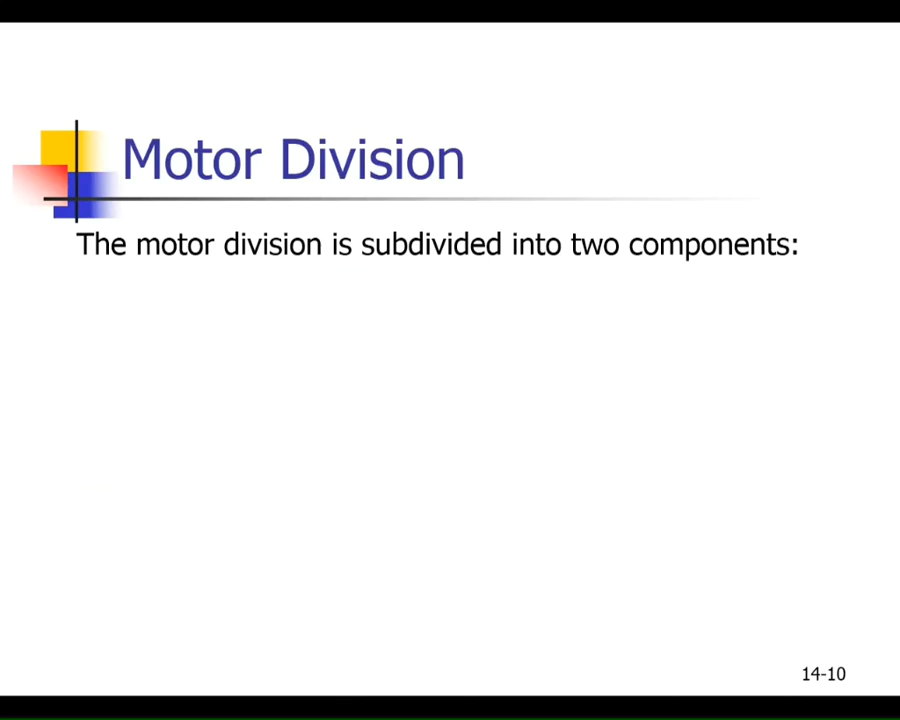 Motor Division
The motor division is subdivided into two components:
14-10